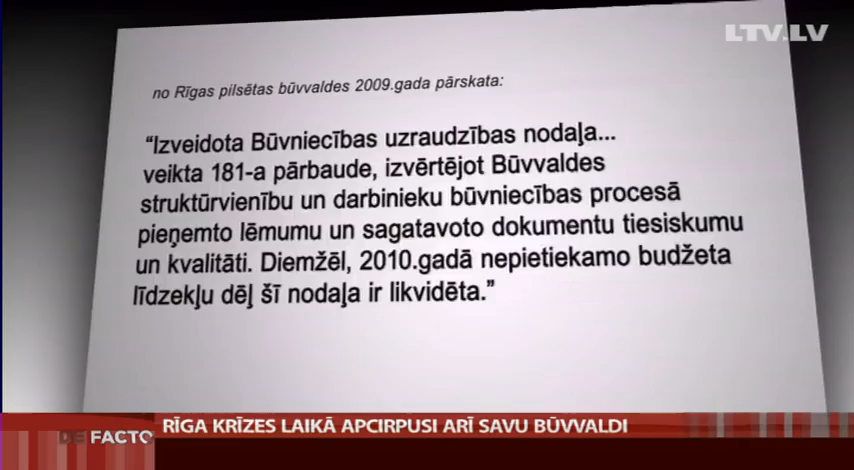 LTV.LV
no Rīgas pilsētas būvvaldes 2009.gada pārskata:
“Izveidota Būvniecības uzraudzības nodaļa...
veikta 181-a pārbaude, izvērtējot Būvvaldes
struktūrvienību un darbinieku būvniecības procesā
pieņemto lēmumu un sagatavoto dokumentu tiesiskumu
un kvalitāti. Diemžēl, 2010.gadā nepietiekamo budžeta
līdzekļu dēļ šī nodaļa ir likvidēta.”
RĪGA KRĪZES LAIKĀ APCIRPUSI ARĪ SAVU BŪVVALDI
DE FACTO